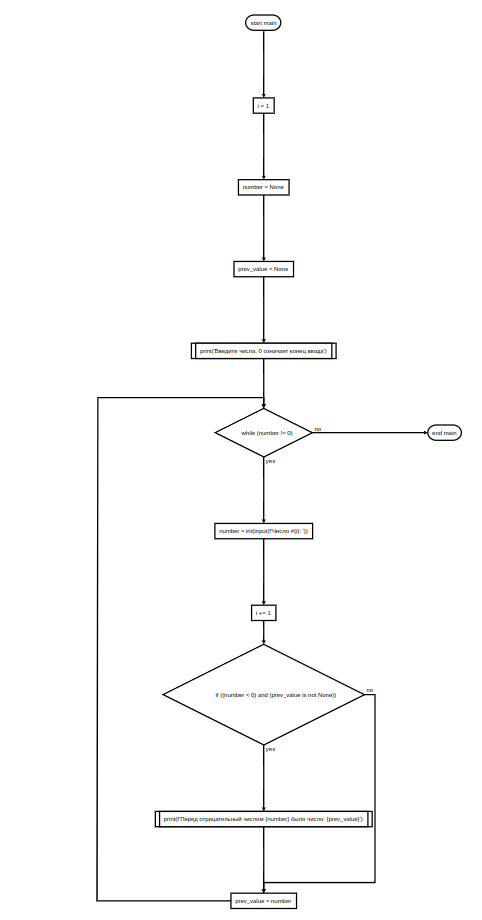 start main
i = 1
number = None
prev_value = None
print('Введите числа, 0 означает конец ввода')
while (number != 0)
no
end main
yes
number = int(input(f'Число #{i}: '))
i += 1
if ((number < 0) and (prev_value is not None))
no
yes
print(f'Перед отрицательный числом {number} было число: {prev_value}')
prev_value = number